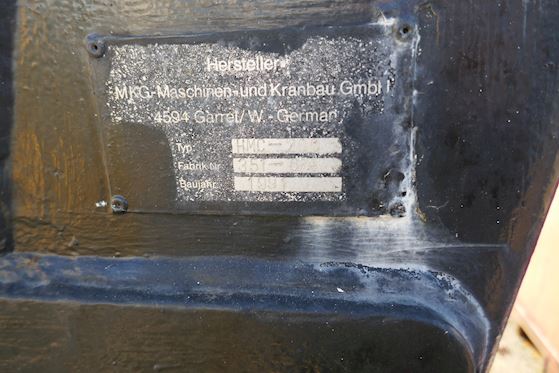 Hersteller
MKG-Maschinen-und Kranbau GmbH
4594 Garrel/W.-German
Typ
Fabrik Nr
Baujahr